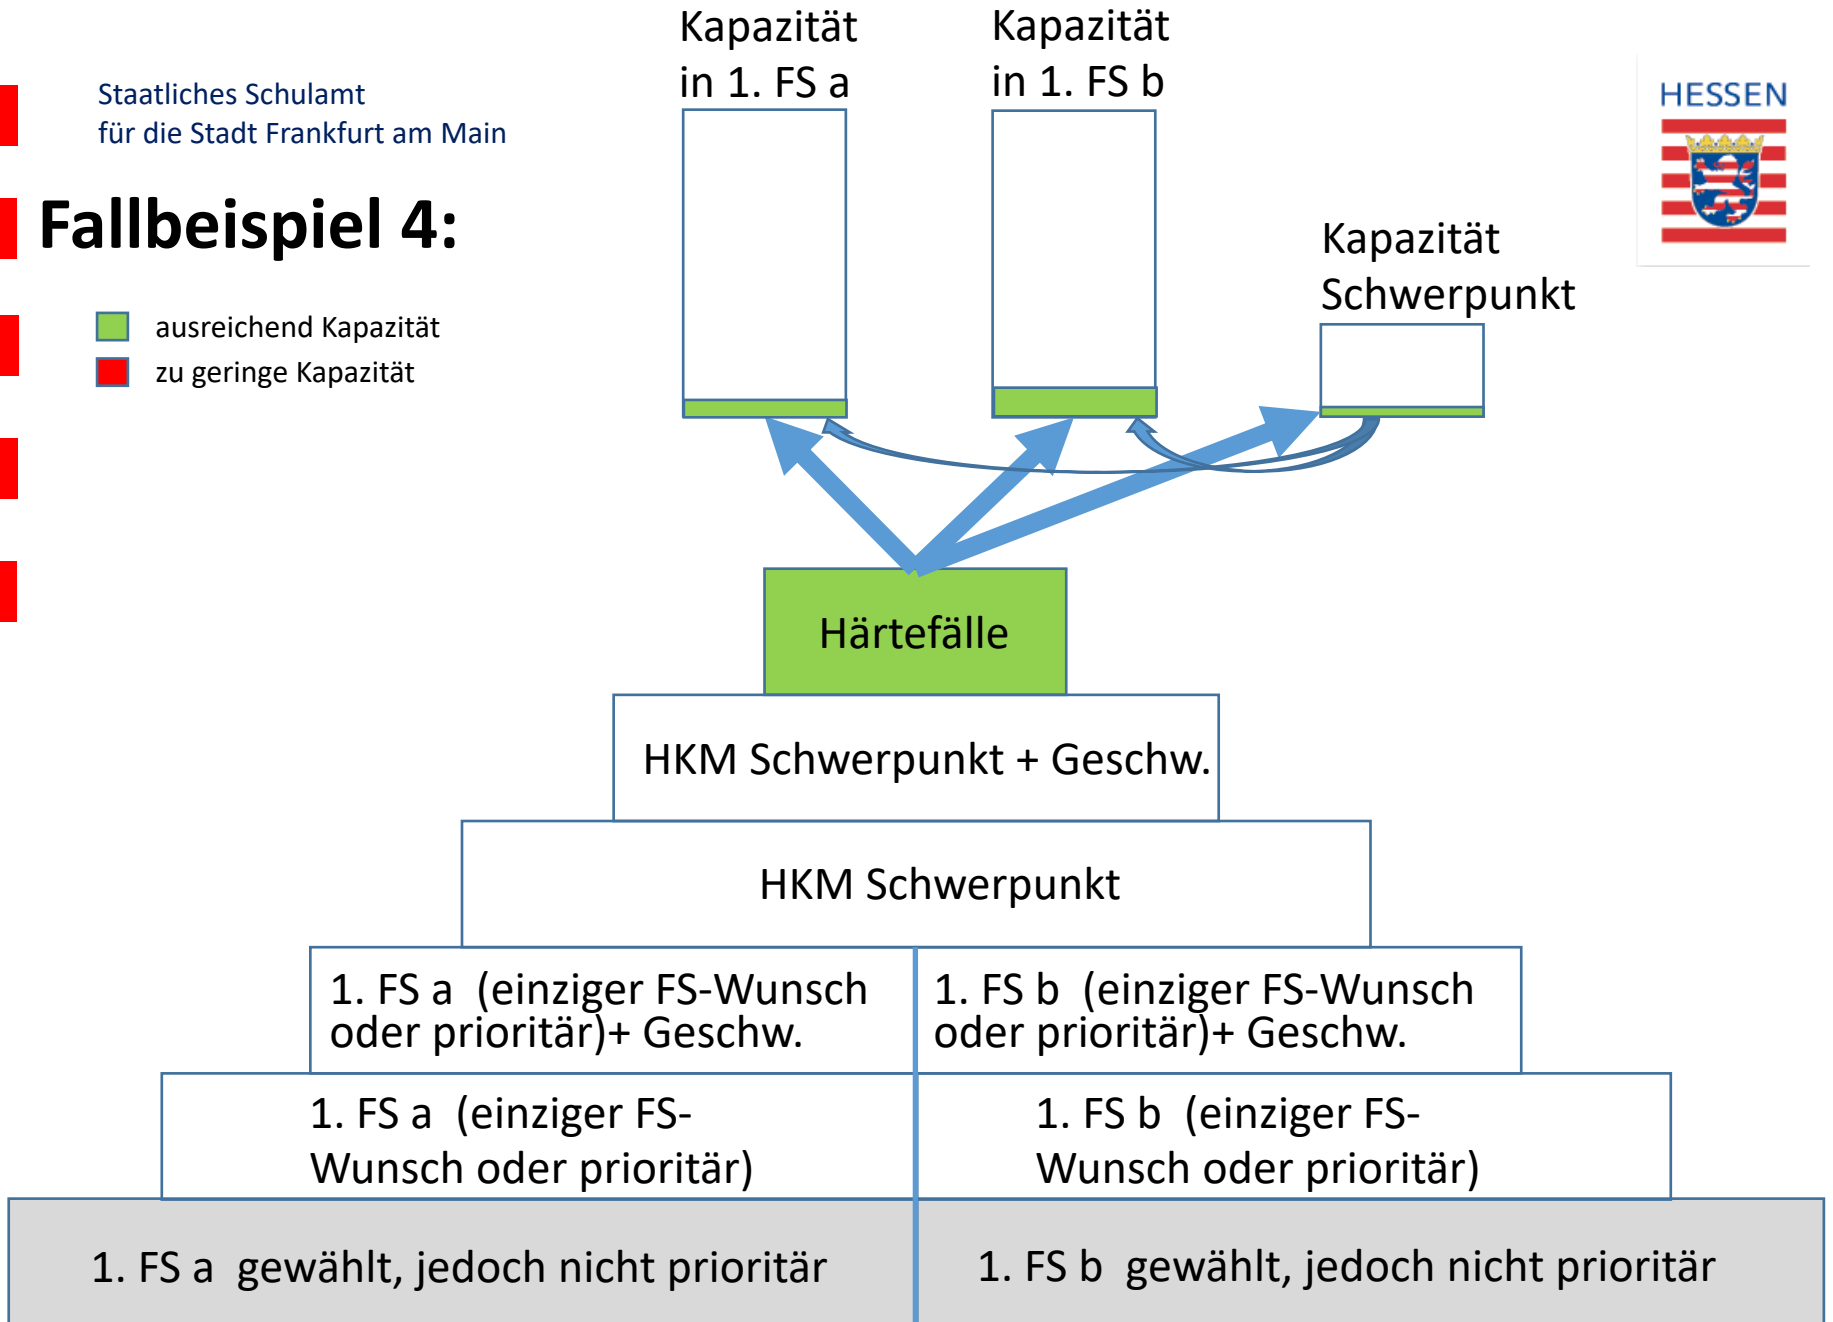 Staatliches Schulamt
für die Stadt Frankfurt am Main
Fallbeispiel 4:
ausreichend Kapazität
zu geringe Kapazität
Kapazität
in 1. FS a
Kapazität
in 1. FS b
Kapazität
Schwerpunkt
HESSEN
Härtefälle
HKM Schwerpunkt + Geschw.
HKM Schwerpunkt
1. FS a (einziger FS-Wunsch
oder prioritär)+ Geschw.
1. FS b (einziger FS-Wunsch
oder prioritär)+ Geschw.
1. FS a (einziger FS-
Wunsch oder prioritär)
1. FS b (einziger FS-
Wunsch oder prioritär)
1. FS a gewählt, jedoch nicht prioritär
1. FS b gewählt, jedoch nicht prioritär